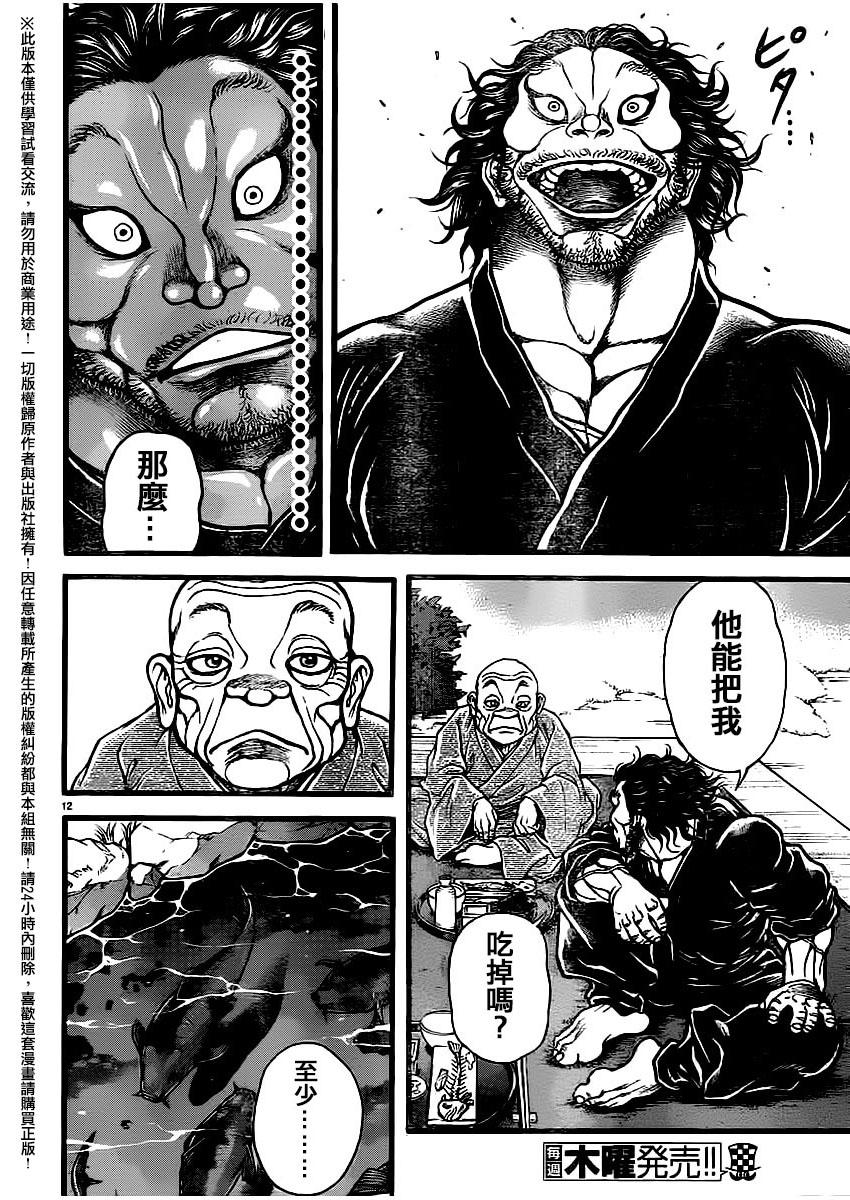 ピタ…
那麼…
他能把我
吃掉嗎？
12
至少………
毎週木曜発売!!
※此版本僅供學習試看交流，請勿用於商業用途！一切版權歸原作者與出版社擁有！因任意轉載所產生的版權糾紛都與本組無關！請24小時內刪除，喜歡這套漫畫請購買正版！